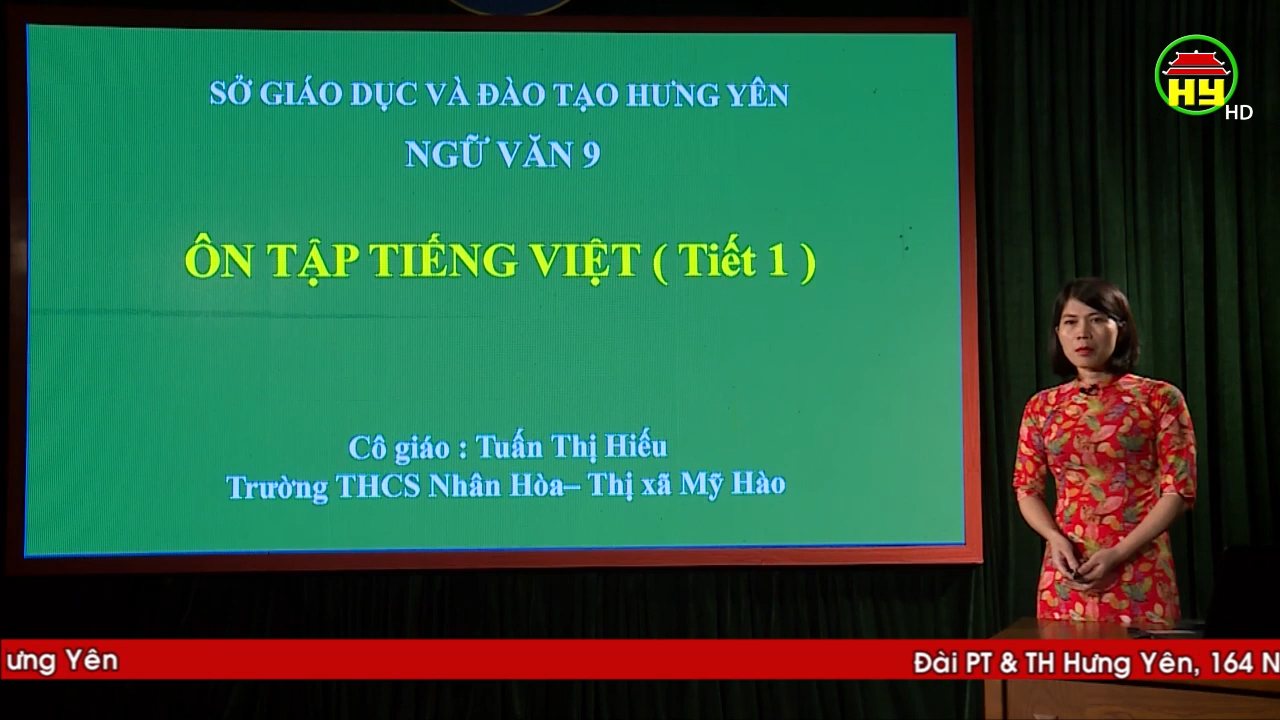 SỞ GIÁO DỤC VÀ ĐÀO TẠO HƯNG YÊN
NGỮ VĂN 9
ÔN TẬP TIẾNG VIỆT ( Tiết 1 )
Cô giáo : Tuấn Thị Hiếu
Trường THCS Nhân Hòa– Thị xã Mỹ Hào
HY
HD
ưng Yên
Đài PT & TH Hưng Yên, 164 N